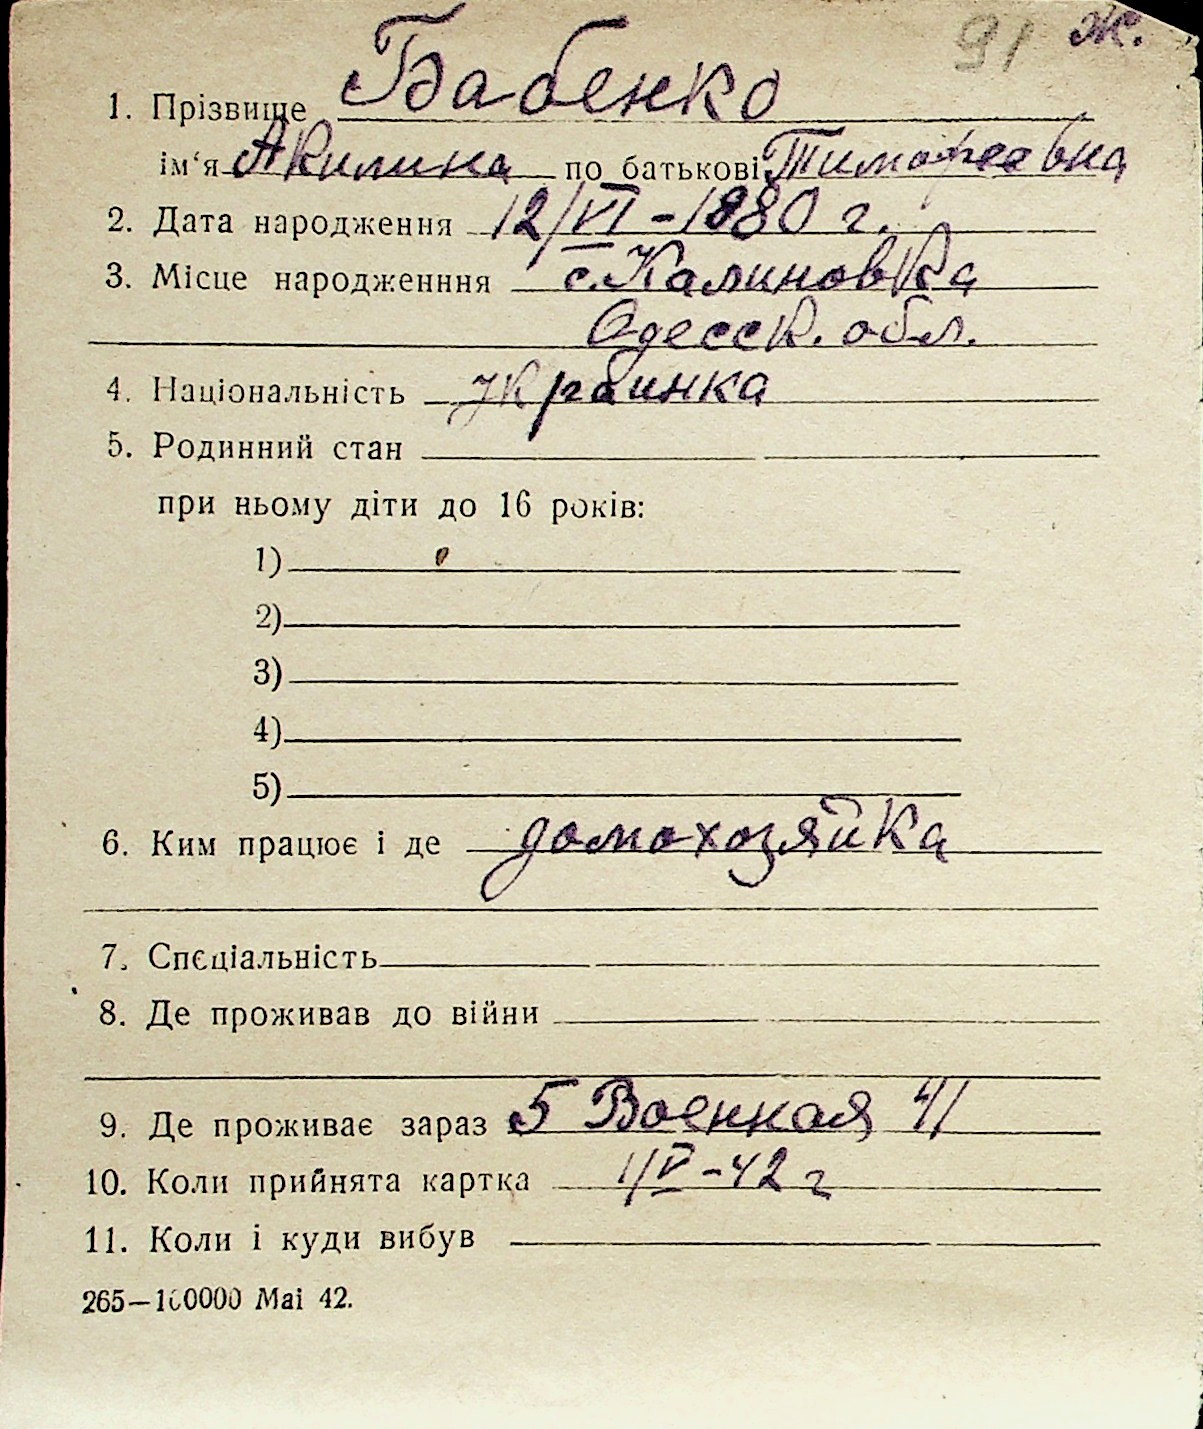 91 Ж.
1. Прізвище Бабенко
ім‘я Акилина по батькові Тимофеевна
2. Дата народження 12/VI – 1880 г.
3. Місце народженння с. Калиновка
Одесск. обл.
4. Національність украинка
5. Родинний стан
при ньому діти до 16 років:
1)
2)
3)
4)
5)
6. Ким працює і де домохозяйка
7. Спєціальність
8. Де проживав до війни
9. Де проживає зараз 5 Военная 41
10. Коли прийнята картка 1/V – 42 г
11. Коли і куди вибув
265—100000 Mai 42.